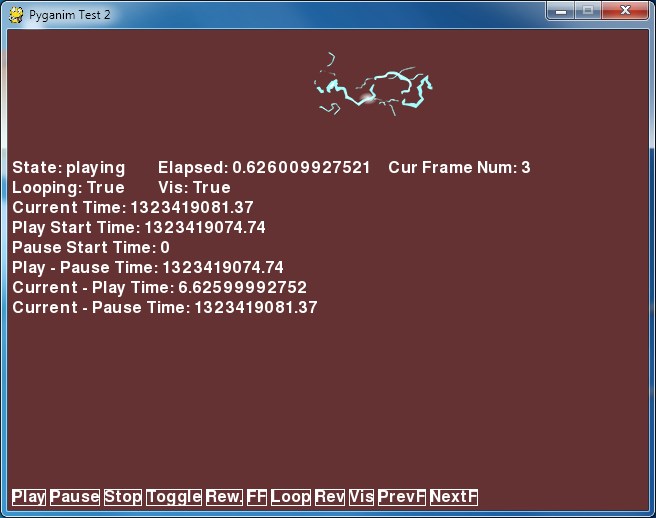 Pyganim Test 2
State: playing Elapsed: 0.626009927521 Cur Frame Num: 3
Looping: True Vis: True
Current Time: 1323419081.37
Play Start Time: 1323419074.74
Pause Start Time: 0
Play - Pause Time: 1323419074.74
Current - Play Time: 6.62599992752
Current - Pause Time: 1323419081.37
Play Pause Stop Toggle Rew. FF Loop Rev Vis PrevF NextF